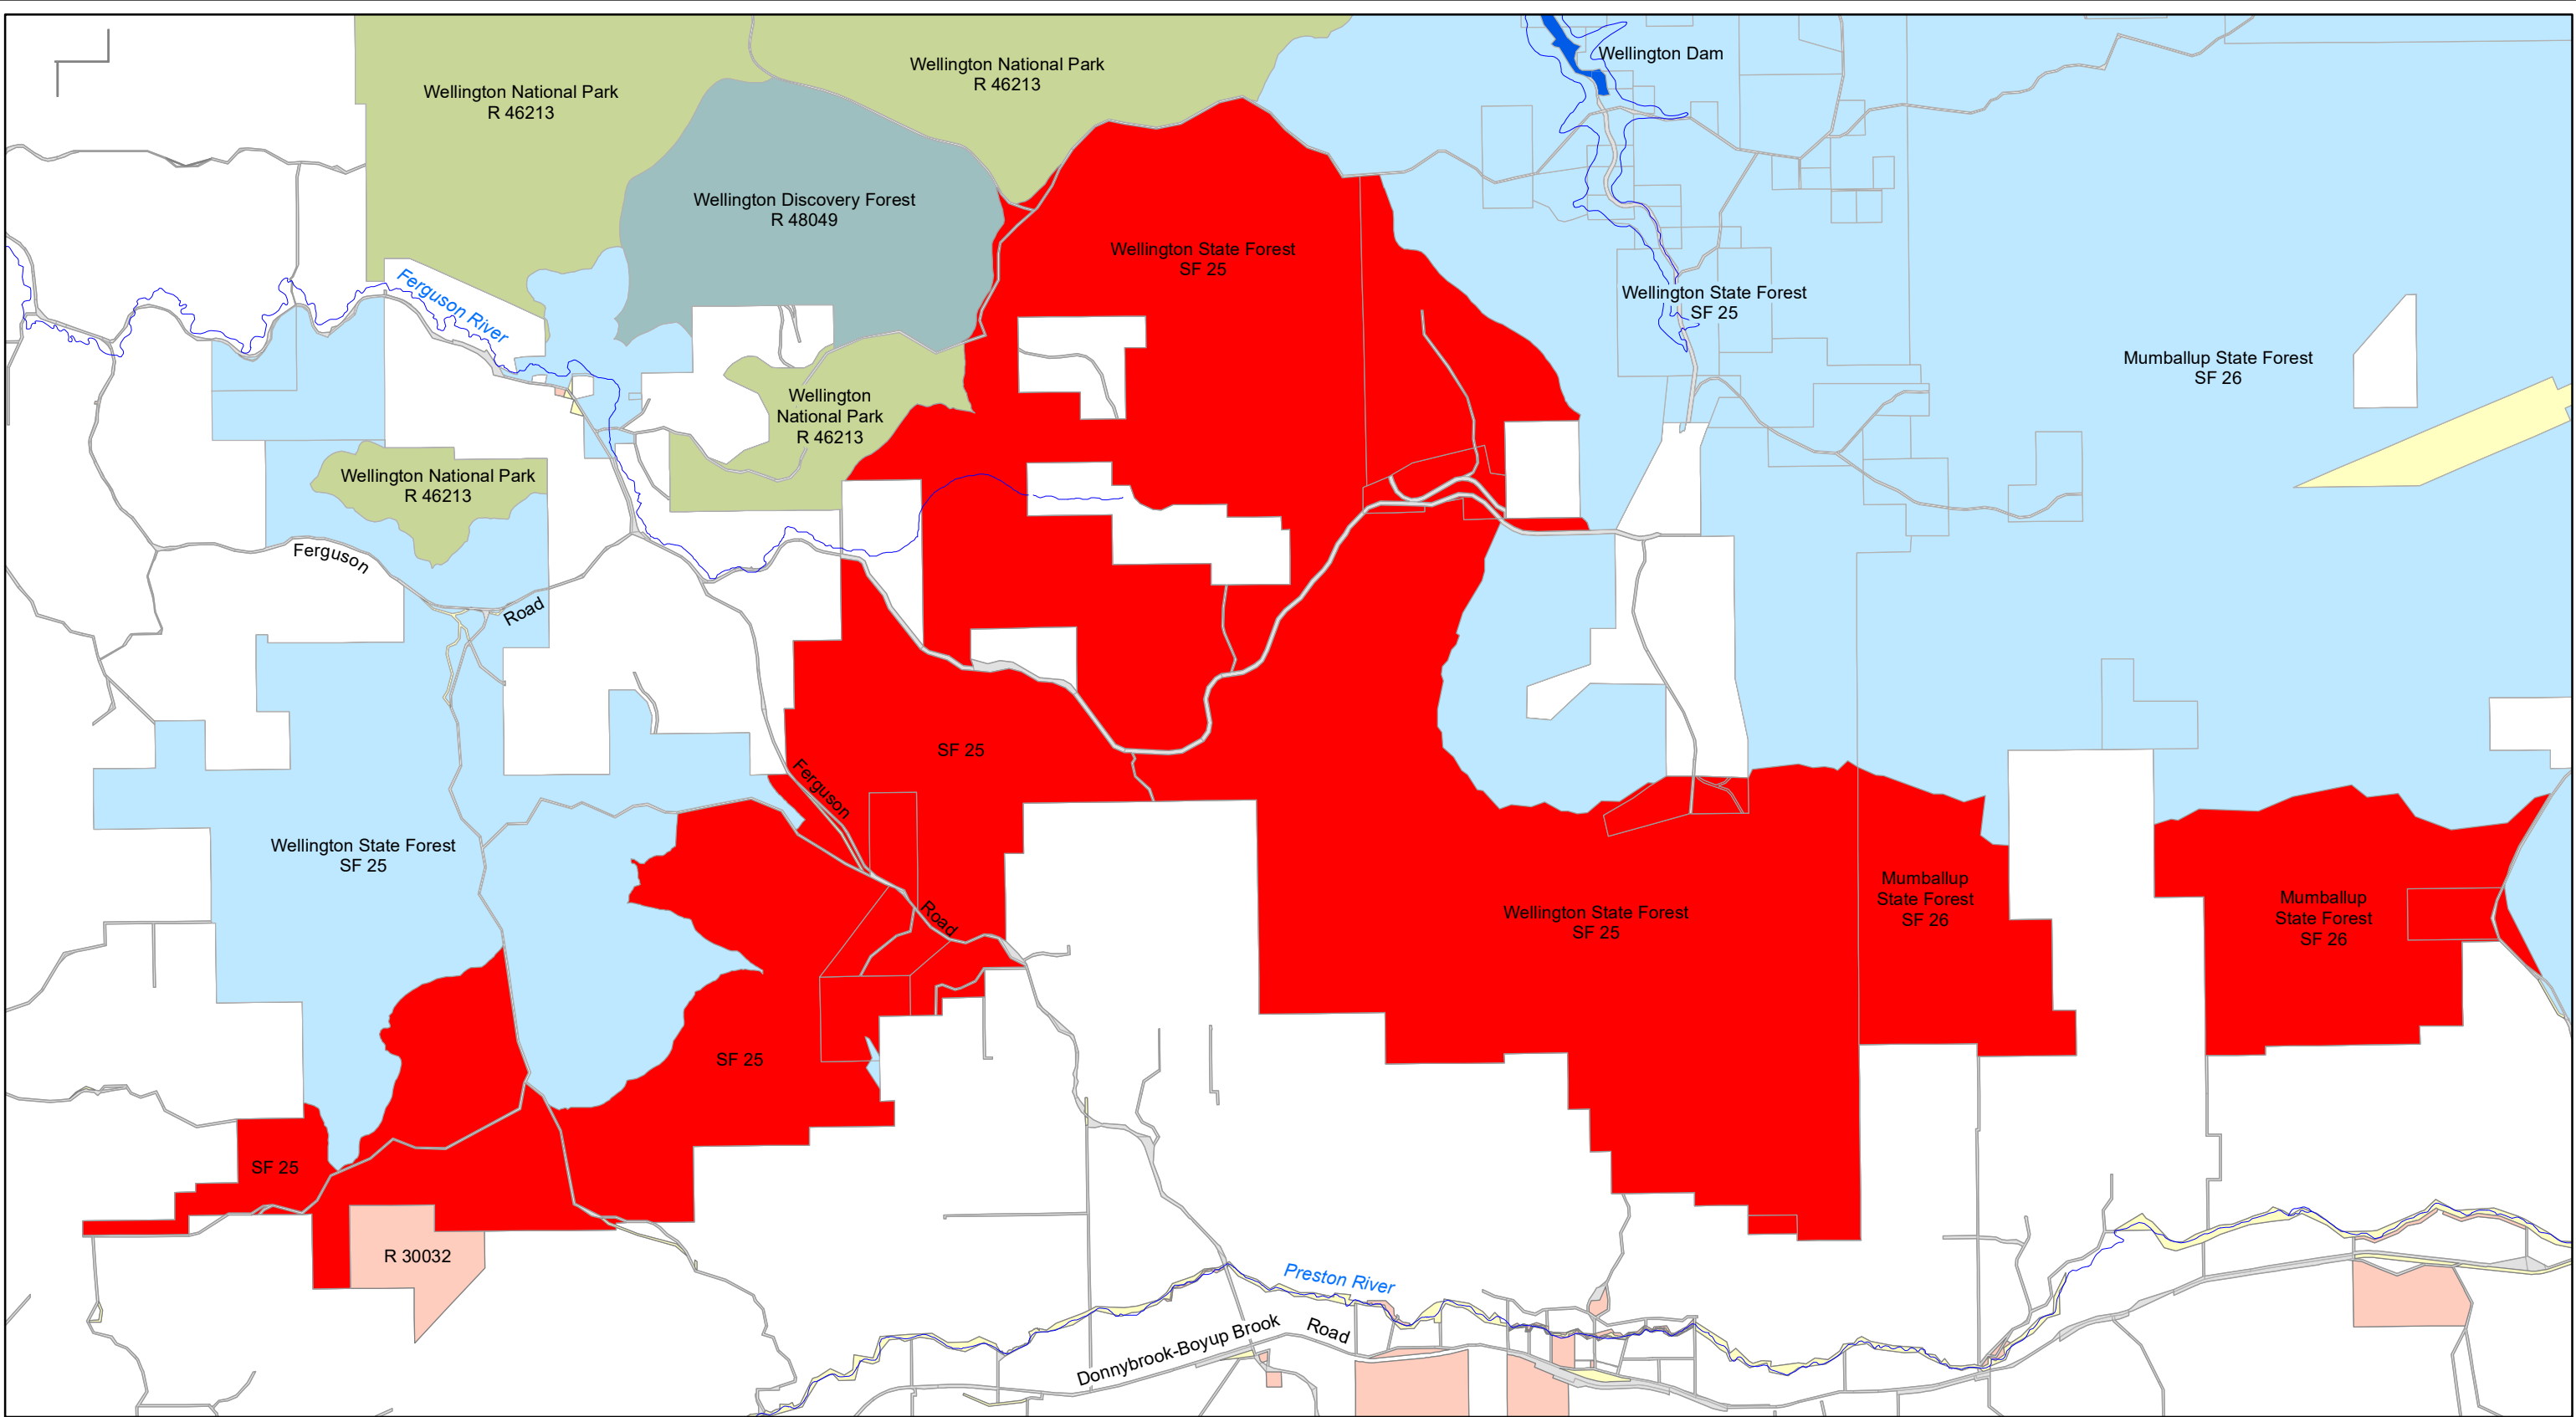 Wellington Dam
Wellington National Park
R 46213
Wellington National Park
R 46213
Wellington Discovery Forest
R 48049
Wellington State Forest
SF 25
Ferguson River
Wellington State Forest
SF 25
Mumballup State Forest
SF 26
Wellington
National Park
R 46213
Wellington National Park
R 46213
Ferguson
Road
SF 25
Ferguson
Road
Wellington State Forest
SF 25
Mumballup
State Forest
SF 26
Mumballup
State Forest
SF 26
Wellington State Forest
SF 25
SF 25
SF 25
R 30032
Preston River
Donnybrook-Boyup Brook
Road